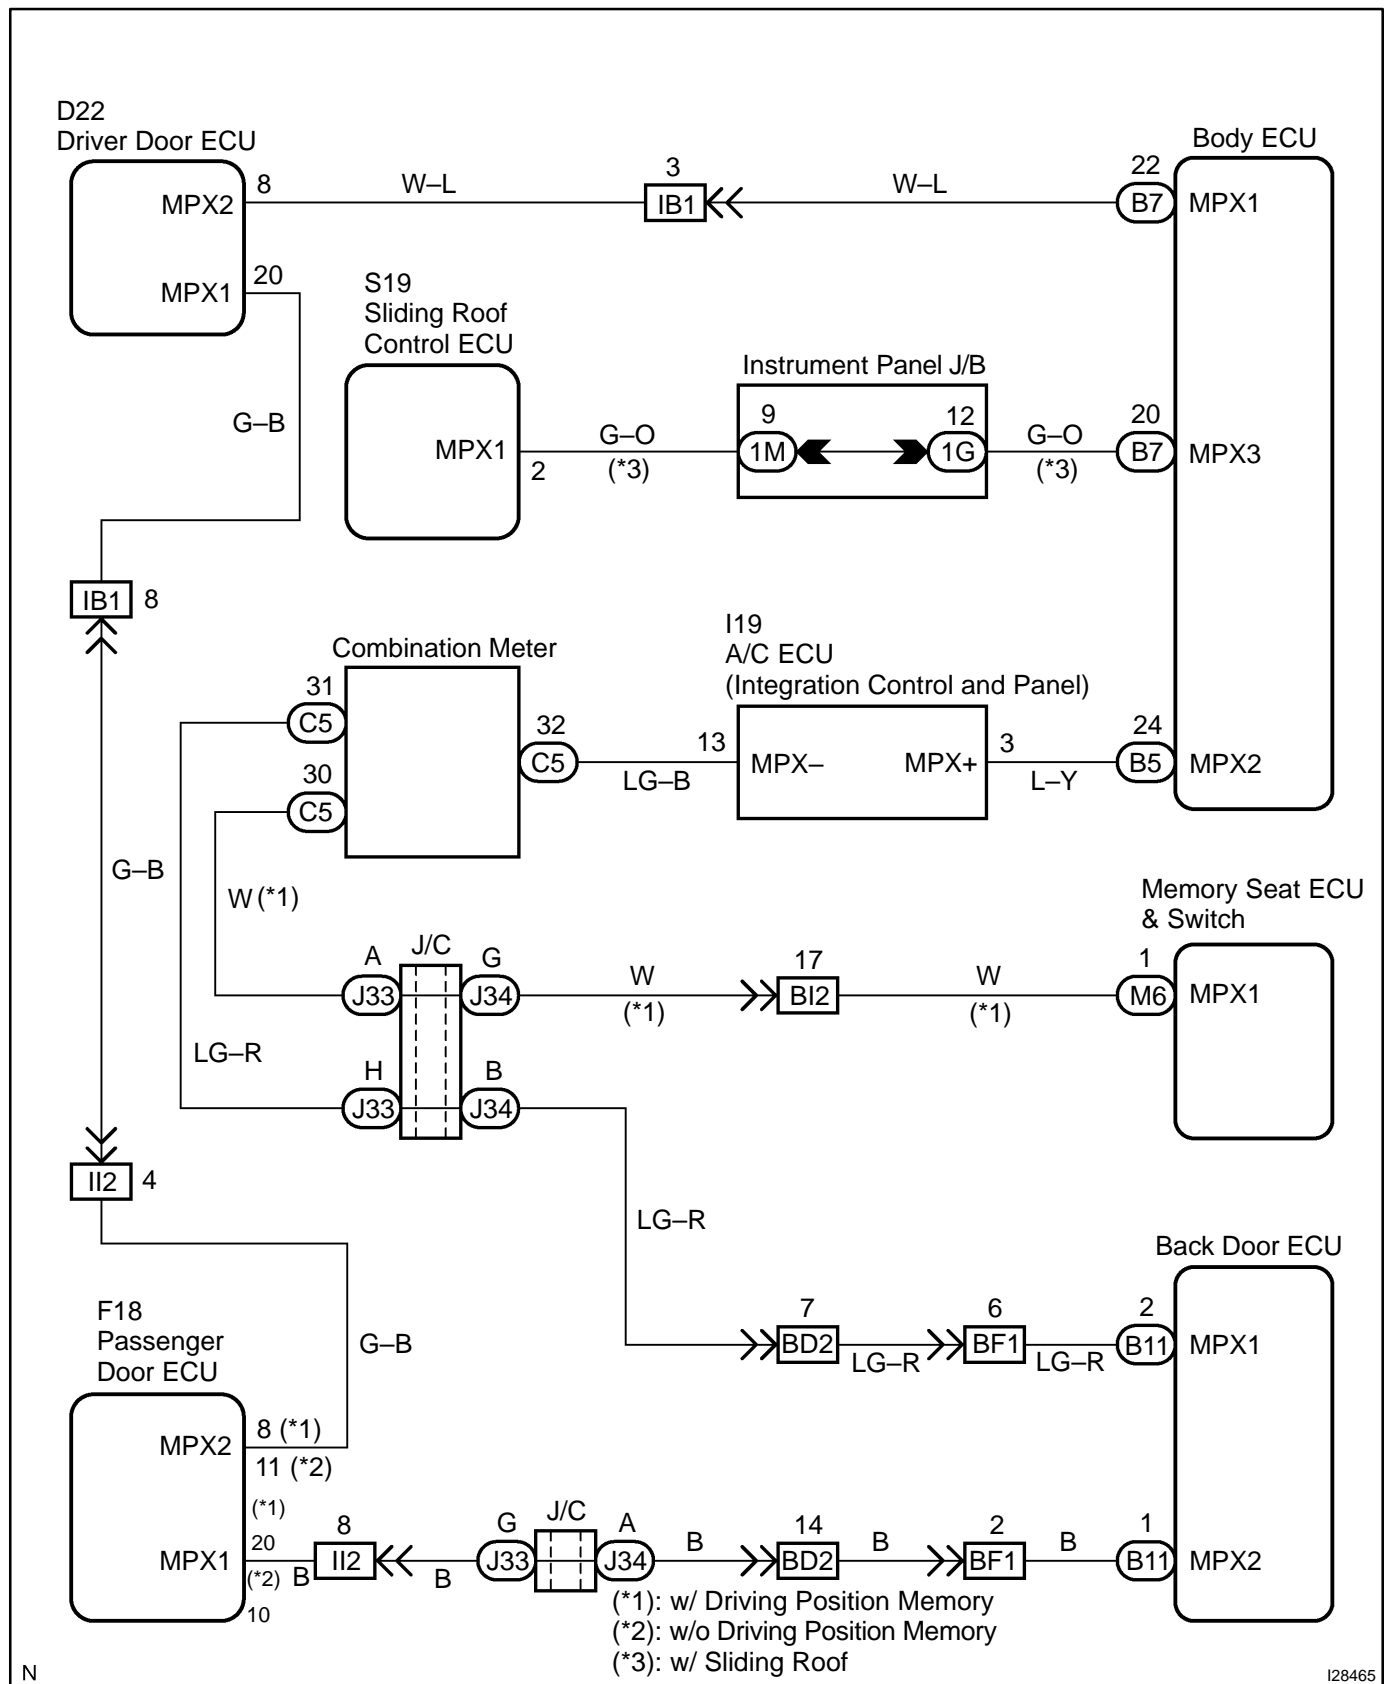 D22
Driver Door ECU
Body ECU
8
W–L
3
W–L
22
MPX2
IB1
B7
MPX1
20
MPX1
S19
Sliding Roof
Control ECU
Instrument Panel J/B
G–B
9
12
20
G–O
G–O
MPX1
1M
1G
B7
MPX3
2
(*3)
(*3)
IB1
8
Combination Meter
I19
A/C ECU
(Integration Control and Panel)
31
C5
32
13
3
24
C5
MPX–
MPX+
B5
MPX2
30
LG–B
L–Y
C5
G–B
W (*1)
Memory Seat ECU
& Switch
A
J/C
G
W
17
W
1
J33
J34
BI2
M6
MPX1
(*1)
(*1)
LG–R
H
B
J33
J34
II2
4
LG–R
Back Door ECU
F18
Passenger
Door ECU
G–B
7
6
2
BD2
BF1
B11
MPX1
LG–R
LG–R
8 (*1)
MPX2
11 (*2)
(*1)
8
G
J/C
A
14
2
1
20
B
B
B
MPX1
II2
J33
J34
BD2
BF1
B11
MPX2
(*2)
B
B
10
(*1): w/ Driving Position Memory
(*2): w/o Driving Position Memory
(*3): w/ Sliding Roof
N
I28465